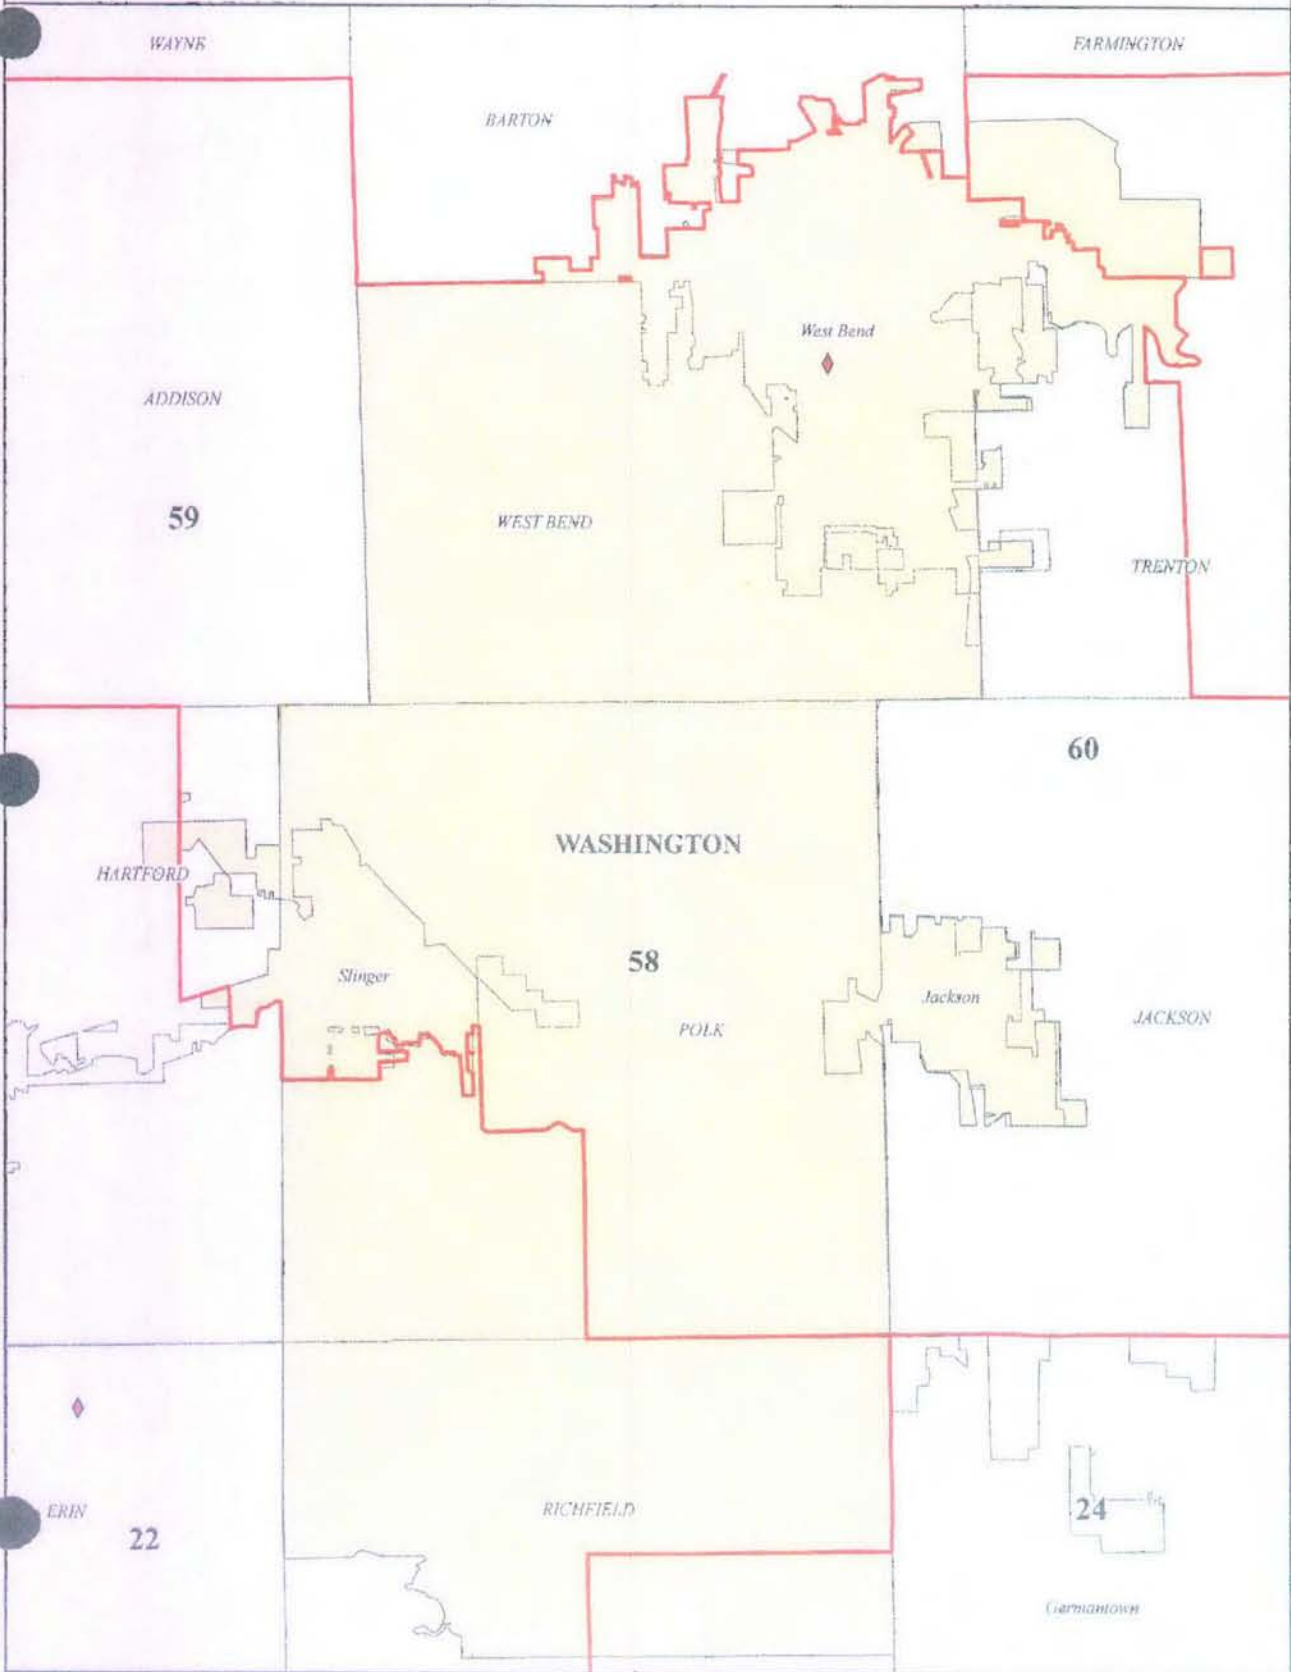 WAYNE
FARMINGTON
BARTON
West Bend
ADDISON
59
WEST BEND
TRENTON
60
WASHINGTON
HARTFORD
58
Slinger
Jackson
POLK
JACKSON
ERIN
22
RICHFIELD
24
Germantown